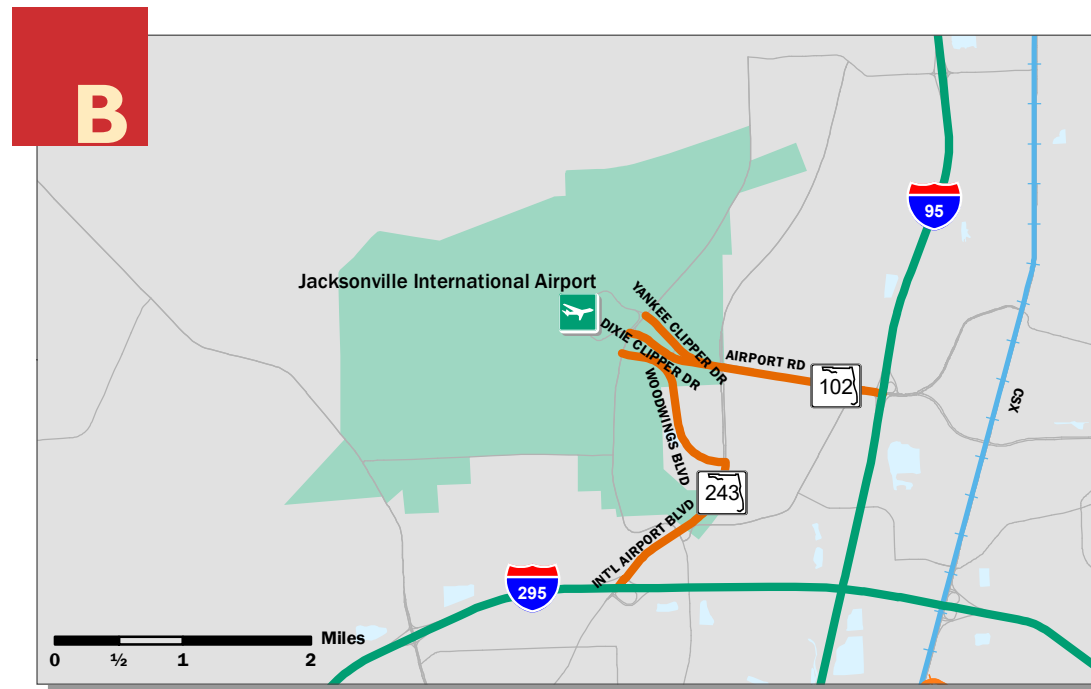 B
95
Jacksonville International Airport
YANKEE CLIPPER DR
DIXIE CLIPPER DR
AIRPORT RD
102
WOODWINGS BLVD
CSX
243
INT'L AIRPORT BLVD
295
Miles
0 ½ 1 2